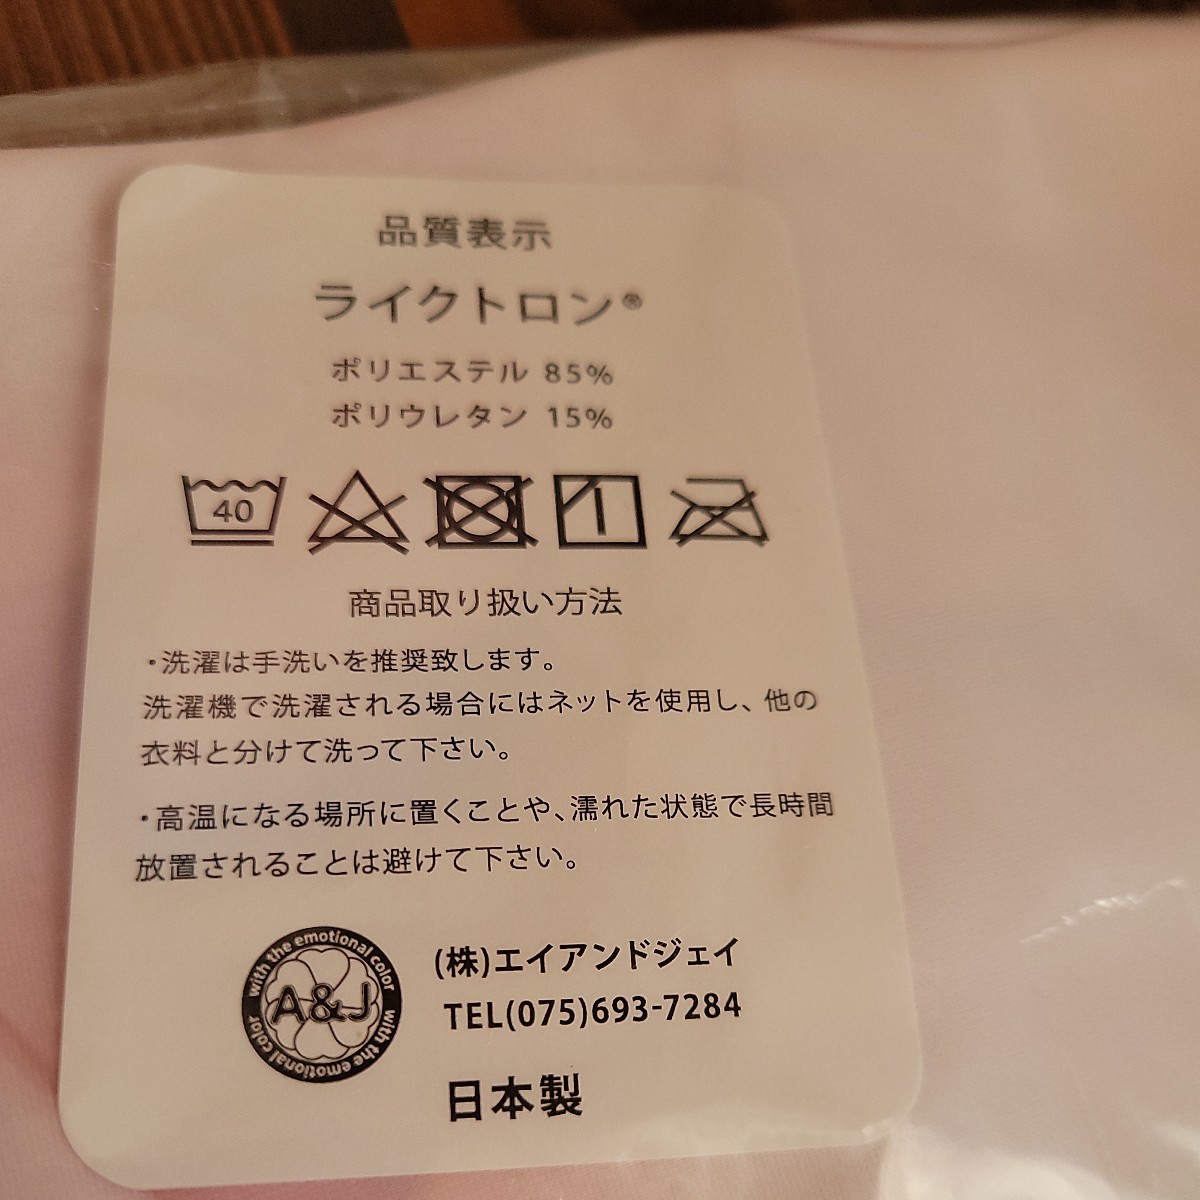 品質表示
ライクトロン®
ポリエステル 85%
ポリウレタン 15%
40
商品取り扱い方法
・洗濯は手洗いを推奨致します。
洗濯機で洗濯される場合にはネットを使用し、他の
衣料と分けて洗って下さい。
・高温になる場所に置くことや、濡れた状態で長時間
放置されることは避けて下さい。
with the emotional color
A&J
with the emotional color
(株)エイアンドジェイ
TEL(075)693-7284
日本製